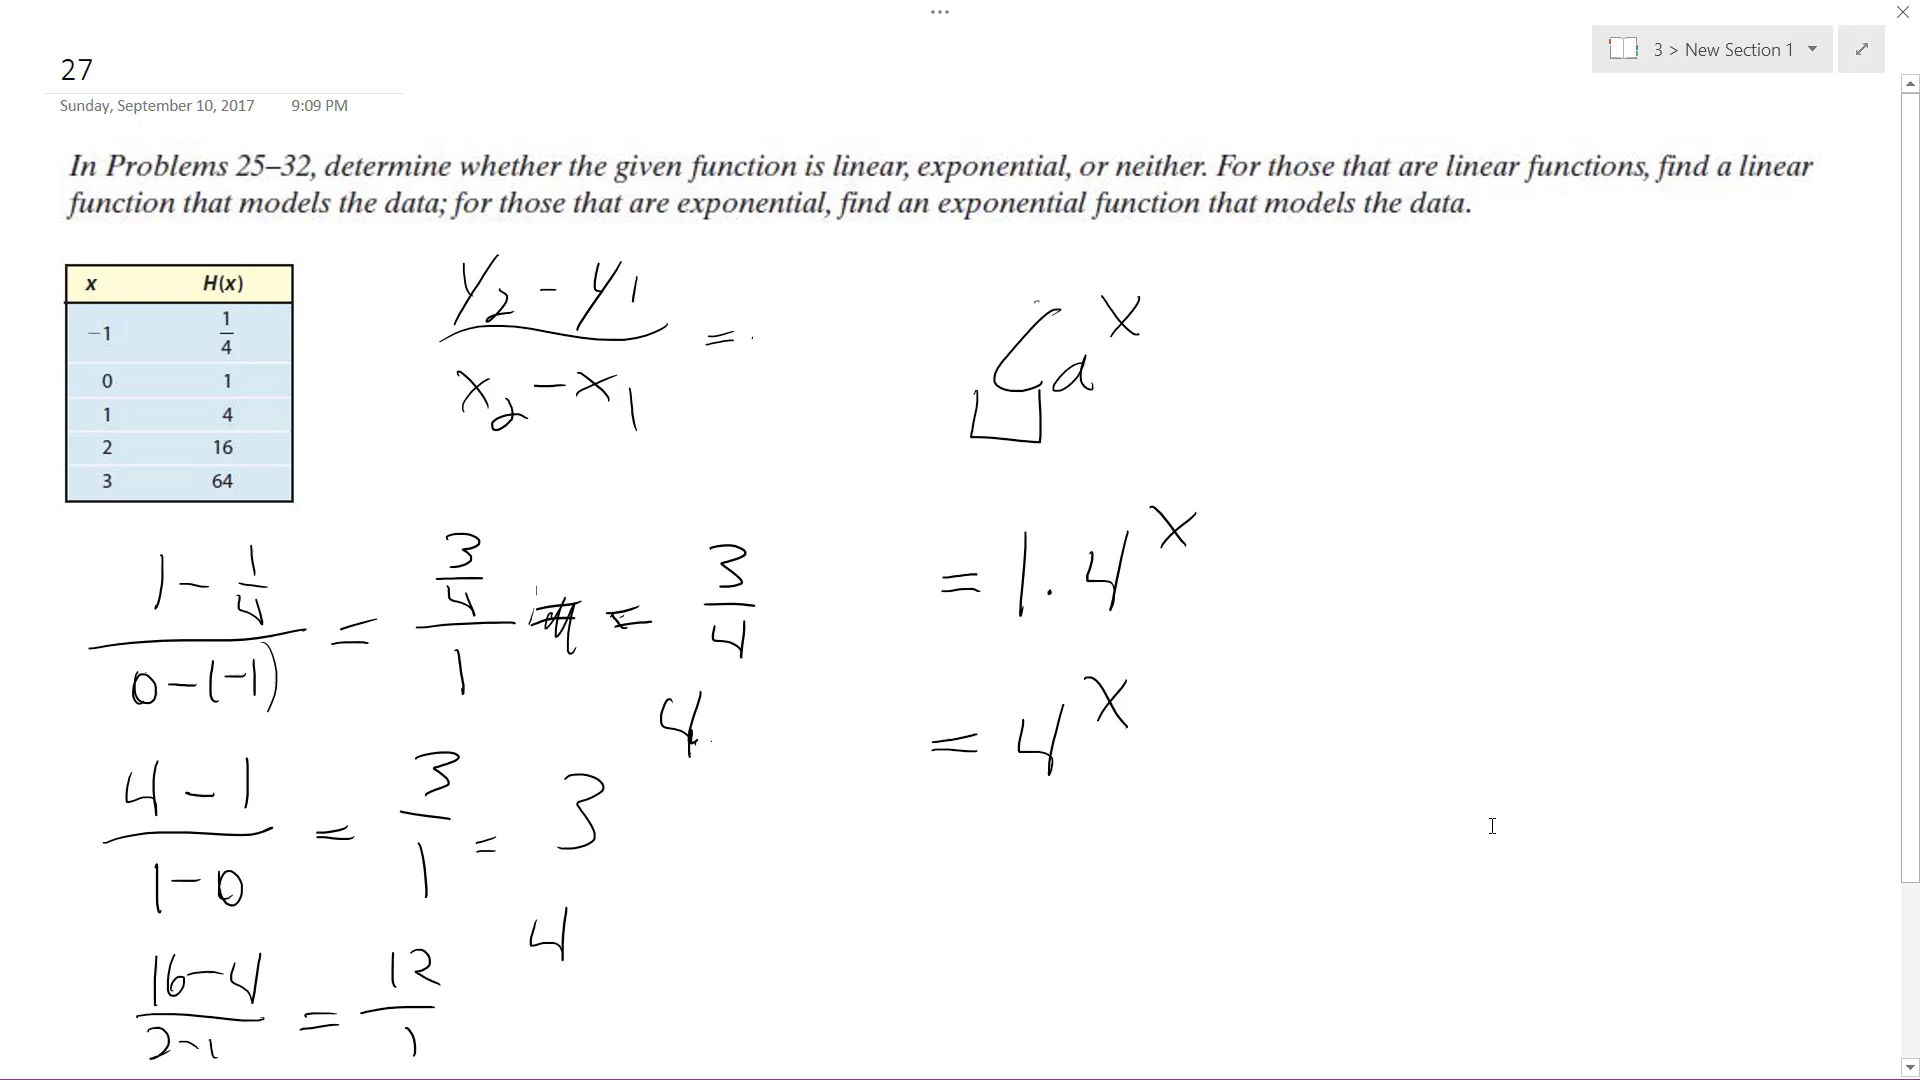 3 > New Section 1
27
Sunday, September 10, 2017 9:09 PM
In Problems 25–32, determine whether the given function is linear, exponential, or neither. For those that are linear functions, find a linear
function that models the data; for those that are exponential, find an exponential function that models the data.
x H(x)
−1 1/4
0 1
1 4
2 16
3 64
(y₂ − y₁)/(x₂ − x₁) =
Ca^x
(1 − 1/4)/(0 − (−1)) = (3/4)/1 = 3/4
4
(4 − 1)/(1 − 0) = 3/1 = 3
4
(16 − 4)/(2 − 1) = 12/1
= 1 · 4^x
= 4^x